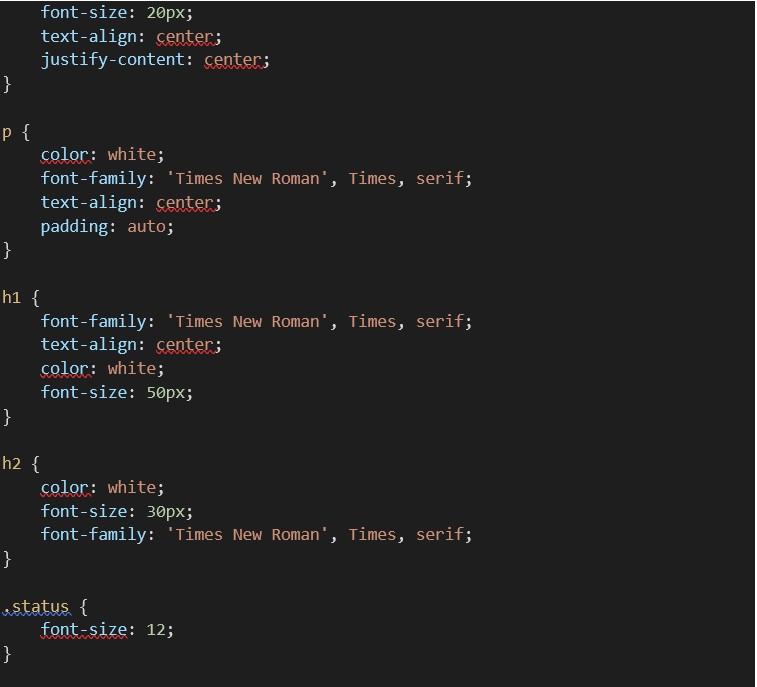 font-size: 20px;
text-align: center;
justify-content: center;
}
p {
color: white;
font-family: 'Times New Roman', Times, serif;
text-align: center;
padding: auto;
}
h1 {
font-family: 'Times New Roman', Times, serif;
text-align: center;
color: white;
font-size: 50px;
}
h2 {
color: white;
font-size: 30px;
font-family: 'Times New Roman', Times, serif;
}
.status {
font-size: 12;
}